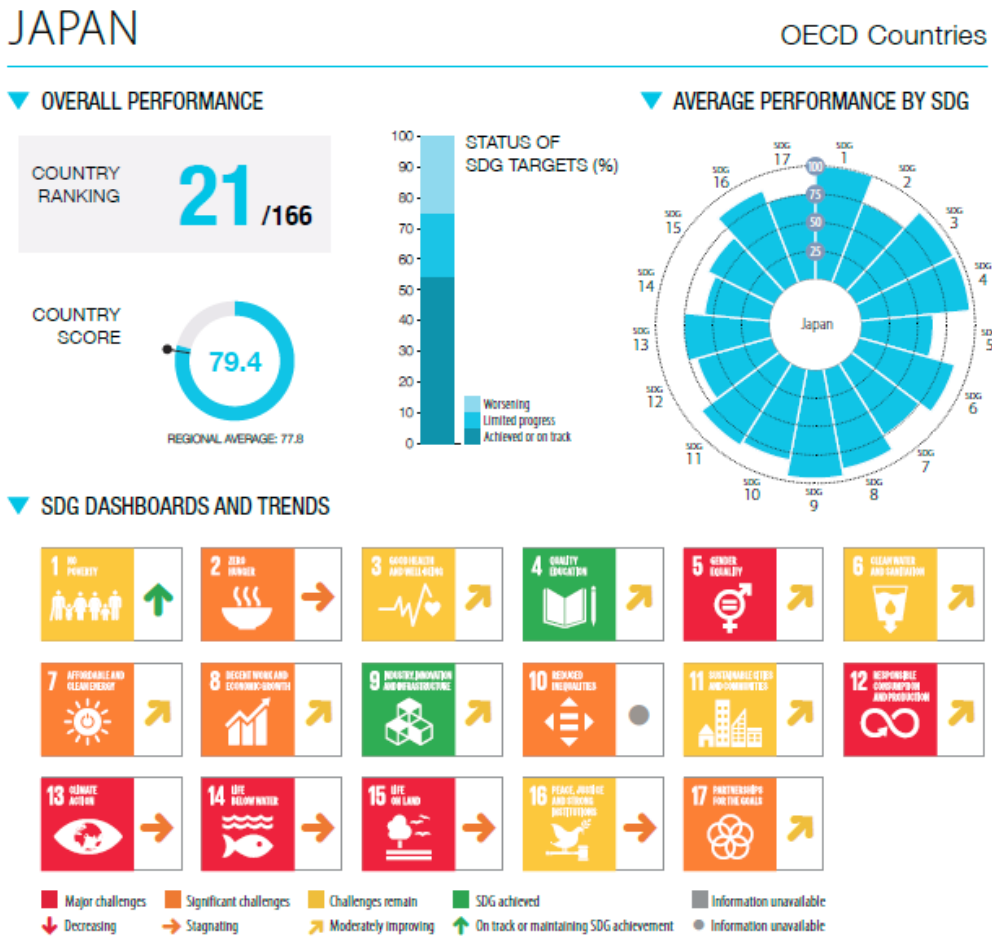 JAPAN
OECD Countries
OVERALL PERFORMANCE
COUNTRY
RANKING
21 /166
COUNTRY
SCORE
79.4
REGIONAL AVERAGE: 77.8
STATUS OF
SDG TARGETS (%)
100
90
80
70
60
50
40
30
20
10
0
Worsening
Limited progress
Achieved or on track
AVERAGE PERFORMANCE BY SDG
SDG
1
SDG
2
SDG
3
SDG
4
SD
5
SDG
6
SDG
7
SDG
8
SDG
9
SDG
10
SDG
11
SDG
12
SDG
13
SDG
14
SDG
15
SDG
16
SDG
17
100
75
50
25
Japan
SDG DASHBOARDS AND TRENDS
1 NO
POVERTY
2 ZERO
HUNGER
3 GOOD HEALTH
AND WELL-BEING
4 QUALITY
EDUCATION
5 GENDER
EQUALITY
6 CLEAN WATER
AND SANITATION
7 AFFORDABLE AND
CLEAN ENERGY
8 DECENT WORK AND
ECONOMIC GROWTH
9 INDUSTRY, INNOVATION
AND INFRASTRUCTURE
10 REDUCED
INEQUALITIES
11 SUSTAINABLE CITIES
AND COMMUNITIES
12 RESPONSIBLE
CONSUMPTION
AND PRODUCTION
13 CLIMATE
ACTION
14 LIFE
BELOW WATER
15 LIFE
ON LAND
16 PEACE, JUSTICE
AND STRONG
INSTITUTIONS
17 PARTNERSHIPS
FOR THE GOALS
Major challenges
Significant challenges
Challenges remain
SDG achieved
Information unavailable
Decreasing
Stagnating
Moderately improving
On track or maintaining SDG achievement
Information unavailable